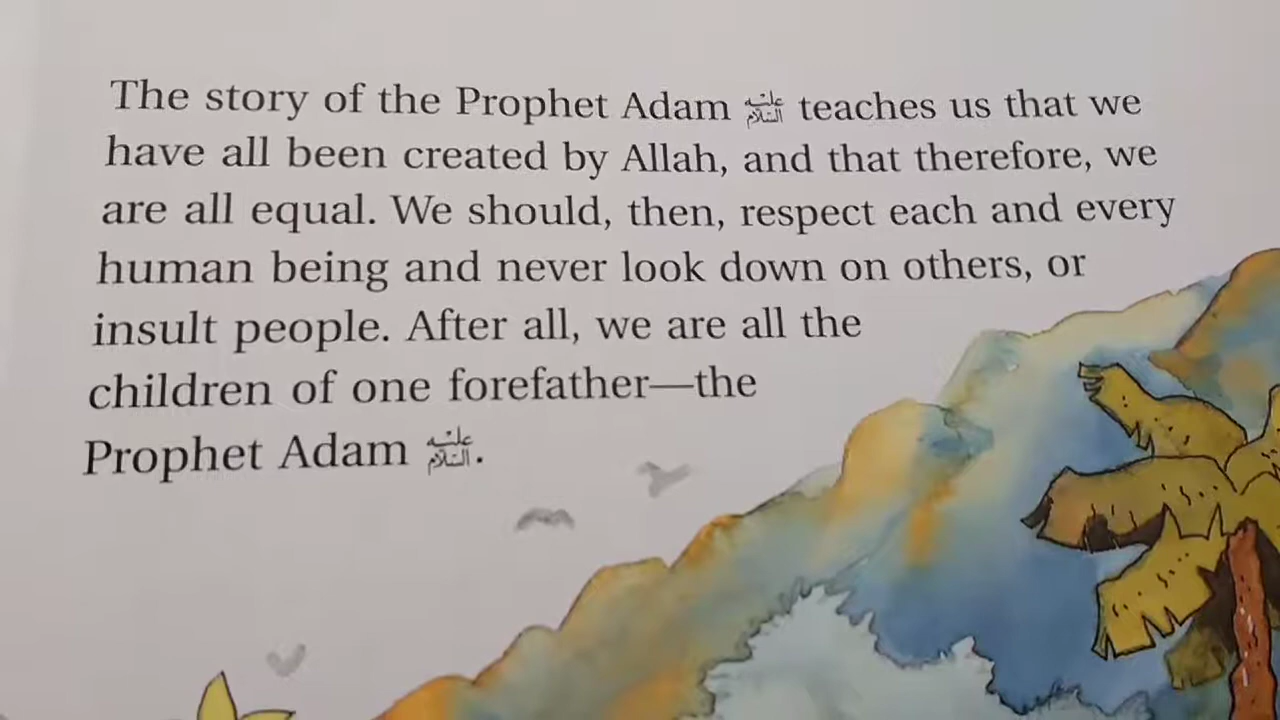 The story of the Prophet Adam عليه السلام teaches us that we
have all been created by Allah, and that therefore, we
are all equal. We should, then, respect each and every
human being and never look down on others, or
insult people. After all, we are all the
children of one forefather—the
Prophet Adam عليه السلام.